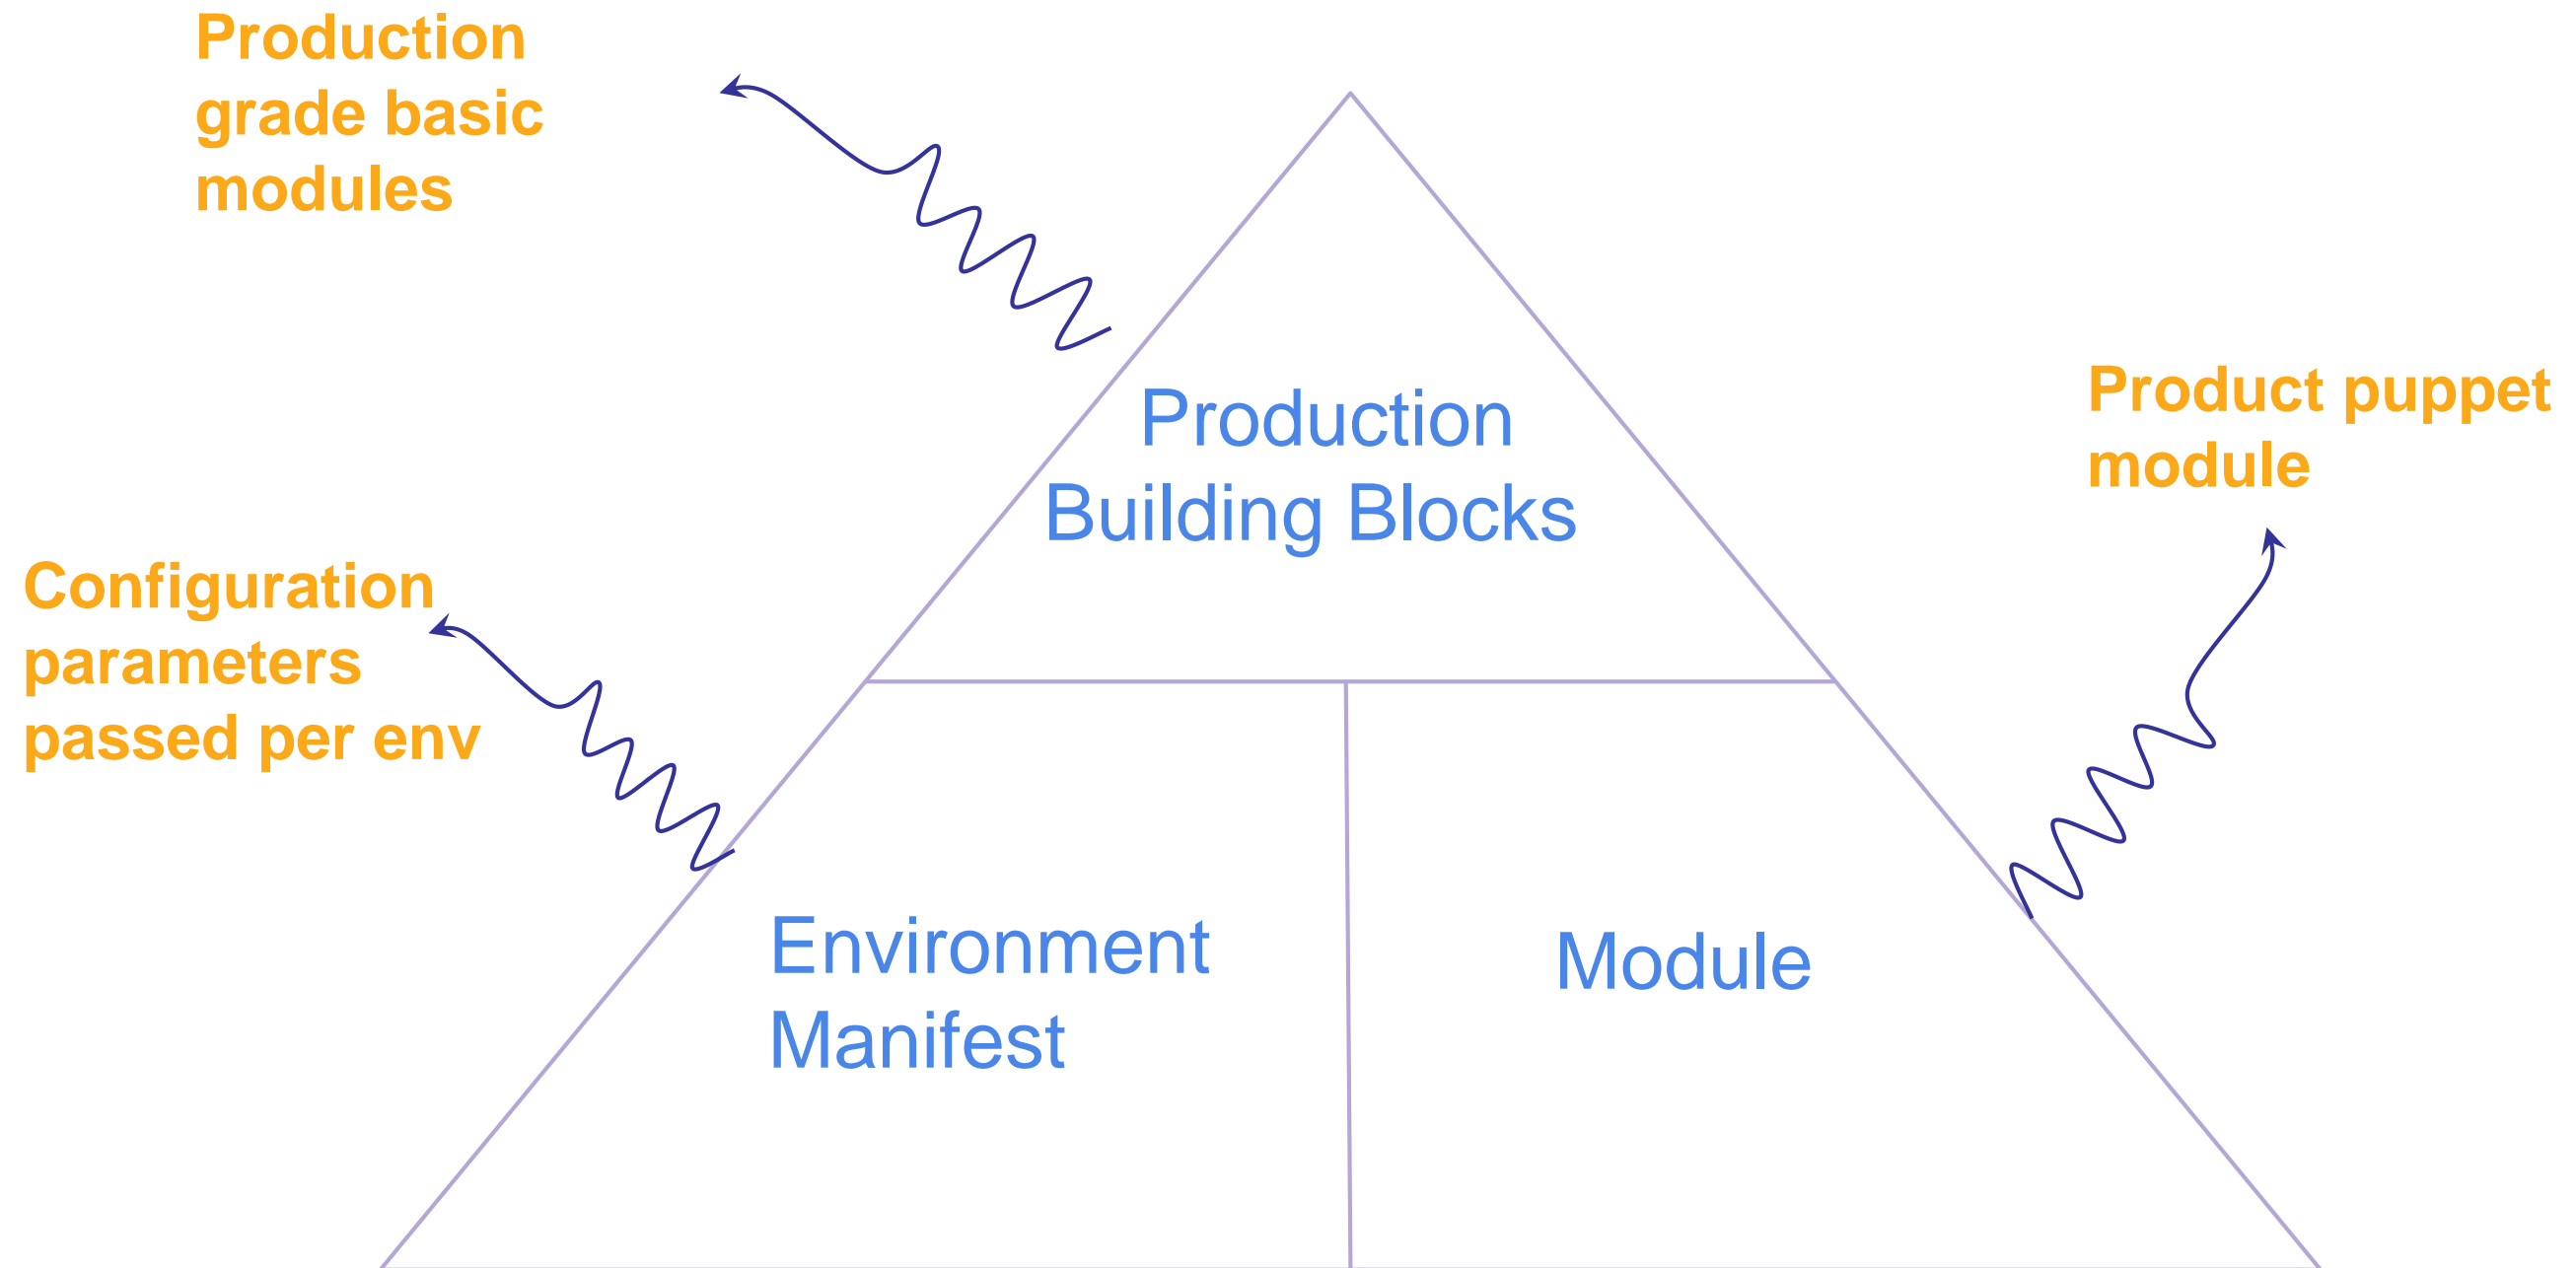 Production
grade basic
modules
Product puppet
module
Production
Building Blocks
Configuration
parameters
passed per env
Environment
Manifest
Module